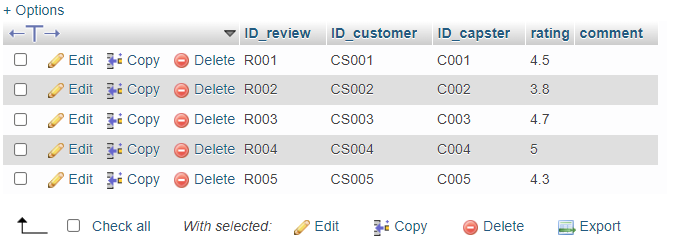 + Options
ID_review ID_customer ID_capster rating comment
Edit Copy Delete R001 CS001 C001 4.5
Edit Copy Delete R002 CS002 C002 3.8
Edit Copy Delete R003 CS003 C003 4.7
Edit Copy Delete R004 CS004 C004 5
Edit Copy Delete R005 CS005 C005 4.3
Check all With selected: Edit Copy Delete Export